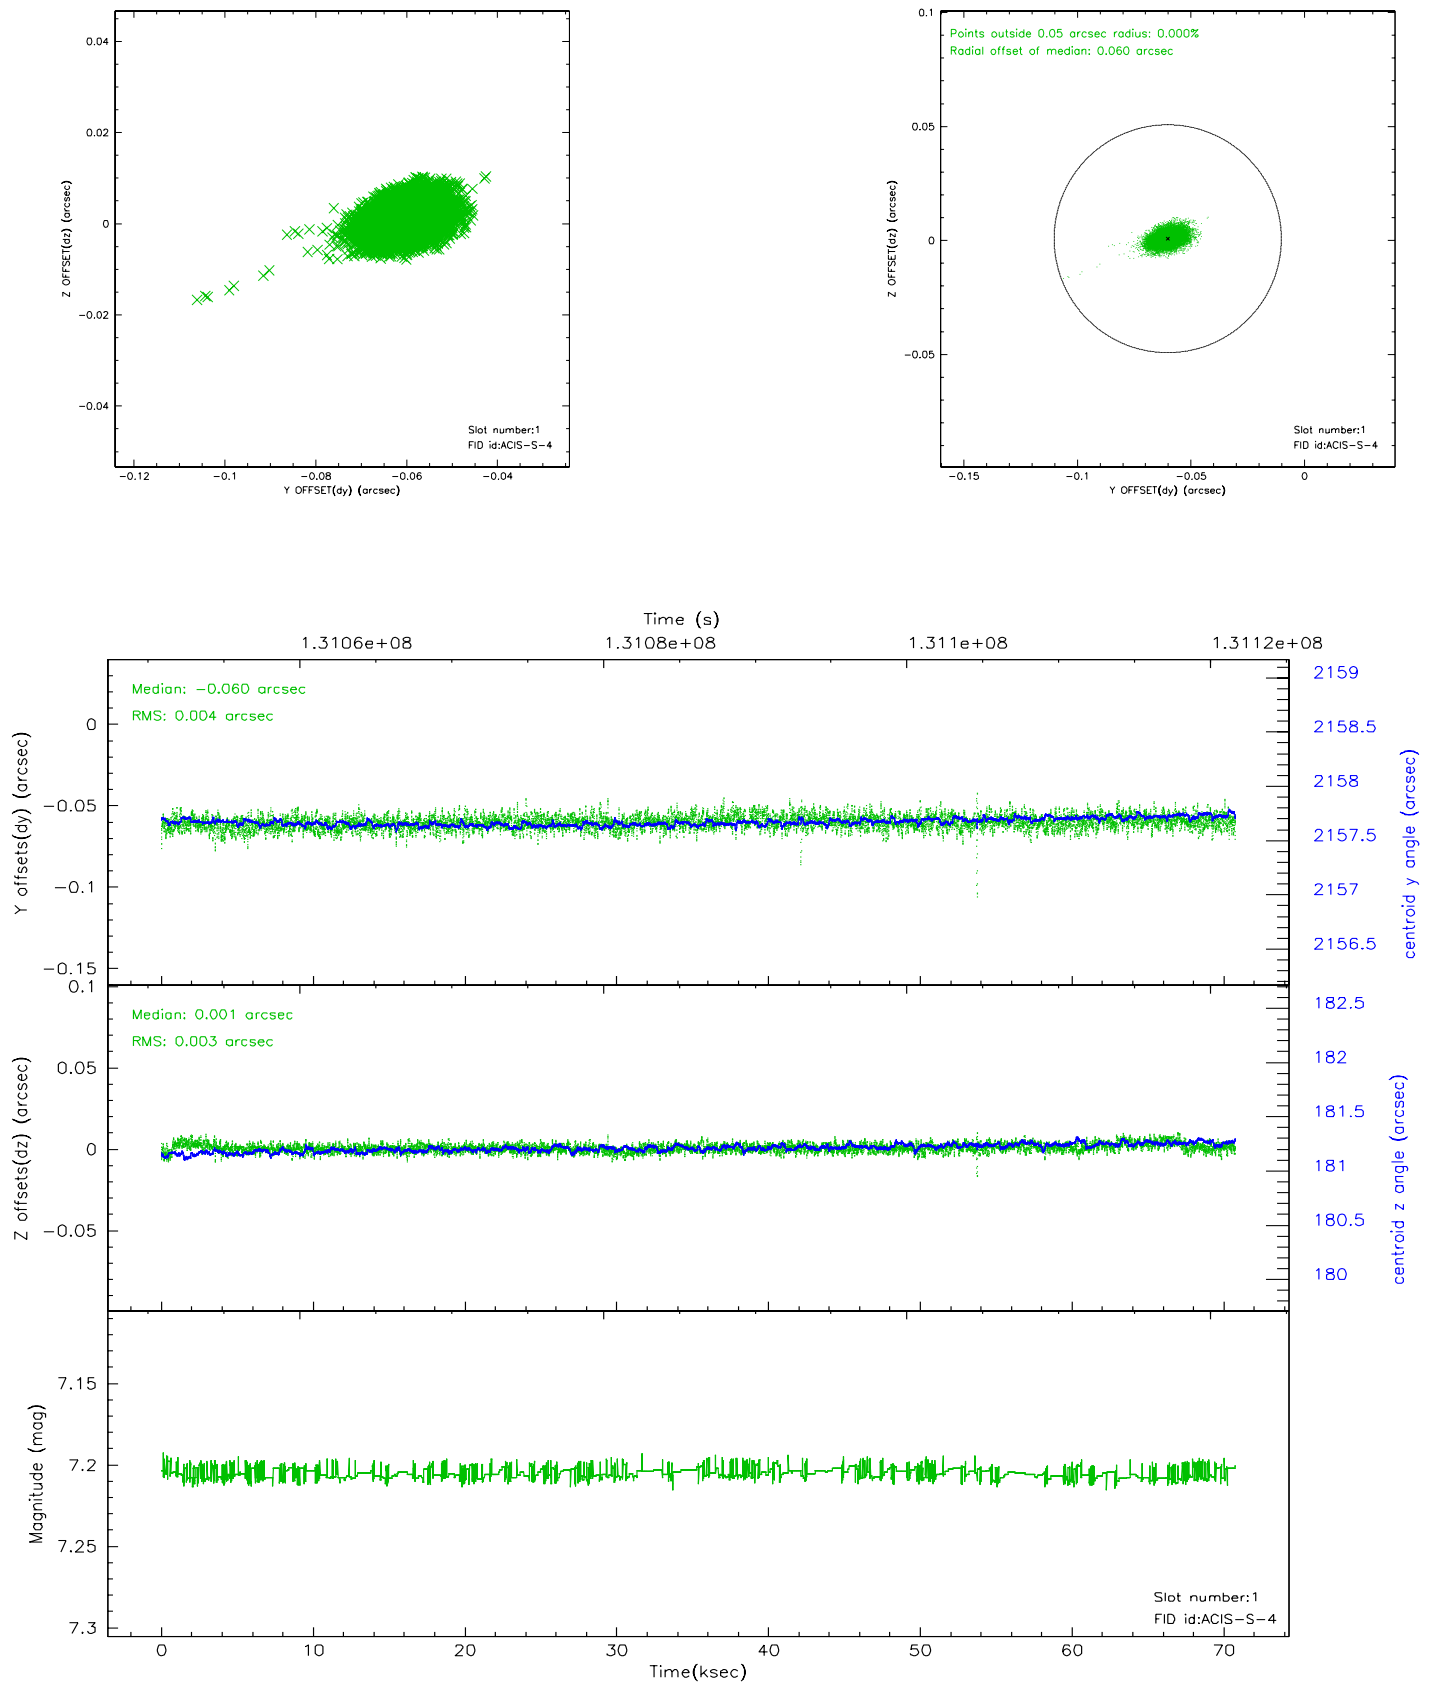 0.04
0.02
0
-0.02
-0.04
Z OFFSET(dz) (arcsec)
Slot number:1
FID id:ACIS-S-4
-0.12
-0.1
-0.08
-0.06
-0.04
Y OFFSET(dy) (arcsec)
0.1
0.05
0
-0.05
Z OFFSET(dz) (arcsec)
Points outside 0.05 arcsec radius: 0.000%
Radial offset of median: 0.060 arcsec
Slot number:1
FID id:ACIS-S-4
-0.15
-0.1
-0.05
0
Y OFFSET(dy) (arcsec)
Time (s)
1.3106e+08
1.3108e+08
1.311e+08
1.3112e+08
Median: -0.060 arcsec
RMS: 0.004 arcsec
0
-0.05
-0.1
-0.15
Y offsets(dy) (arcsec)
2159
2158.5
2158
2157.5
2157
2156.5
centroid y angle (arcsec)
Median: 0.001 arcsec
RMS: 0.003 arcsec
0.1
0.05
0
-0.05
Z offsets(dz) (arcsec)
182.5
182
181.5
181
180.5
180
centroid z angle (arcsec)
7.15
7.2
7.25
7.3
Magnitude (mag)
Slot number:1
FID id:ACIS-S-4
0
10
20
30
40
50
60
70
Time(ksec)